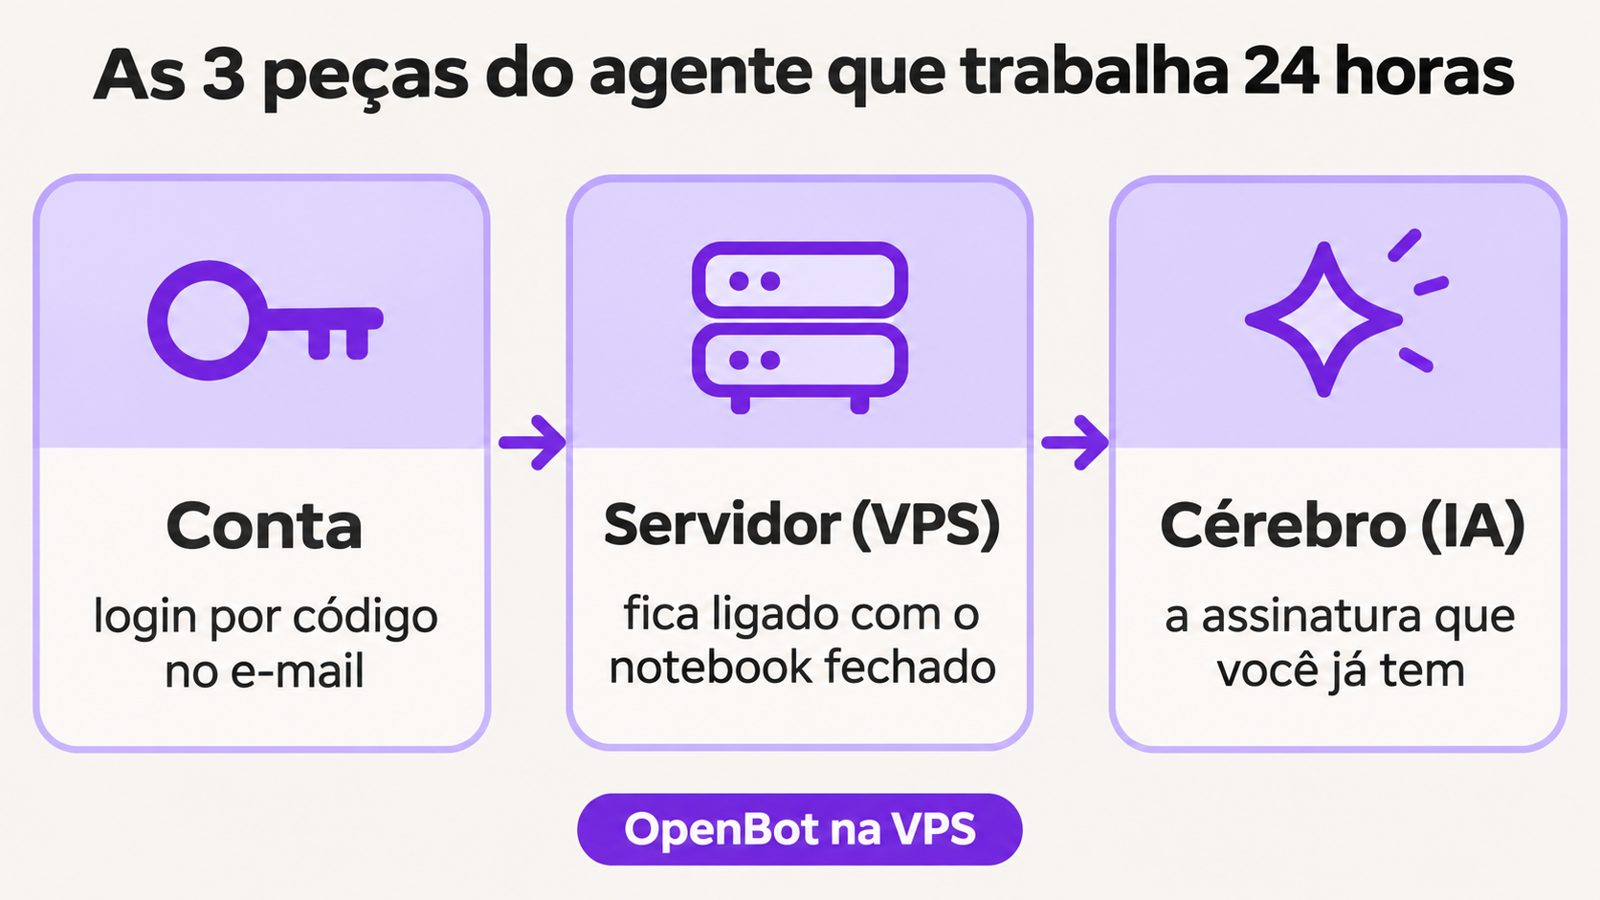 As 3 peças do agente que trabalha 24 horas
Conta
login por código
no e-mail
Servidor (VPS)
fica ligado com o
notebook fechado
Cérebro (IA)
a assinatura que
você já tem
OpenBot na VPS